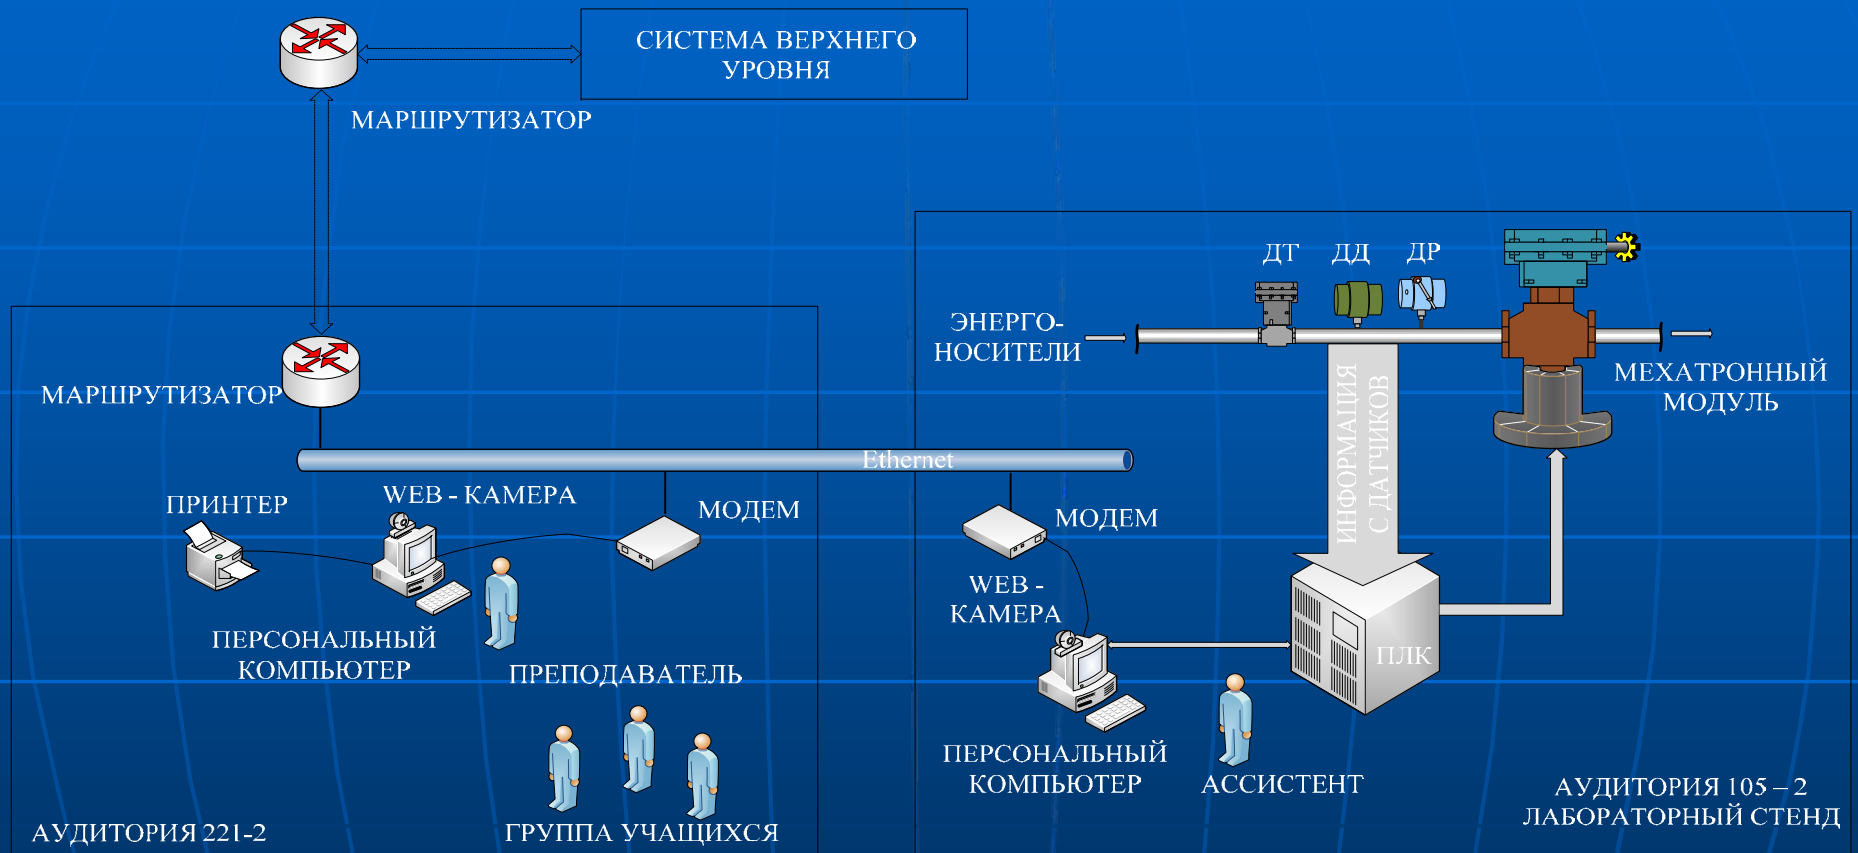 СИСТЕМА ВЕРХНЕГО
УРОВНЯ
МАРШРУТИЗАТОР
МАРШРУТИЗАТОР
Ethernet
ПРИНТЕР
WEB - КАМЕРА
МОДЕМ
ПЕРСОНАЛЬНЫЙ
КОМПЬЮТЕР
ПРЕПОДАВАТЕЛЬ
ГРУППА УЧАЩИХСЯ
АУДИТОРИЯ 221-2
ДТ
ДД
ДР
ЭНЕРГО-
НОСИТЕЛИ
МЕХАТРОННЫЙ
МОДУЛЬ
ИНФОРМАЦИЯ
С ДАТЧИКОВ
МОДЕМ
WEB -
КАМЕРА
ПЛК
ПЕРСОНАЛЬНЫЙ
КОМПЬЮТЕР
АССИСТЕНТ
АУДИТОРИЯ 105 – 2
ЛАБОРАТОРНЫЙ СТЕНД